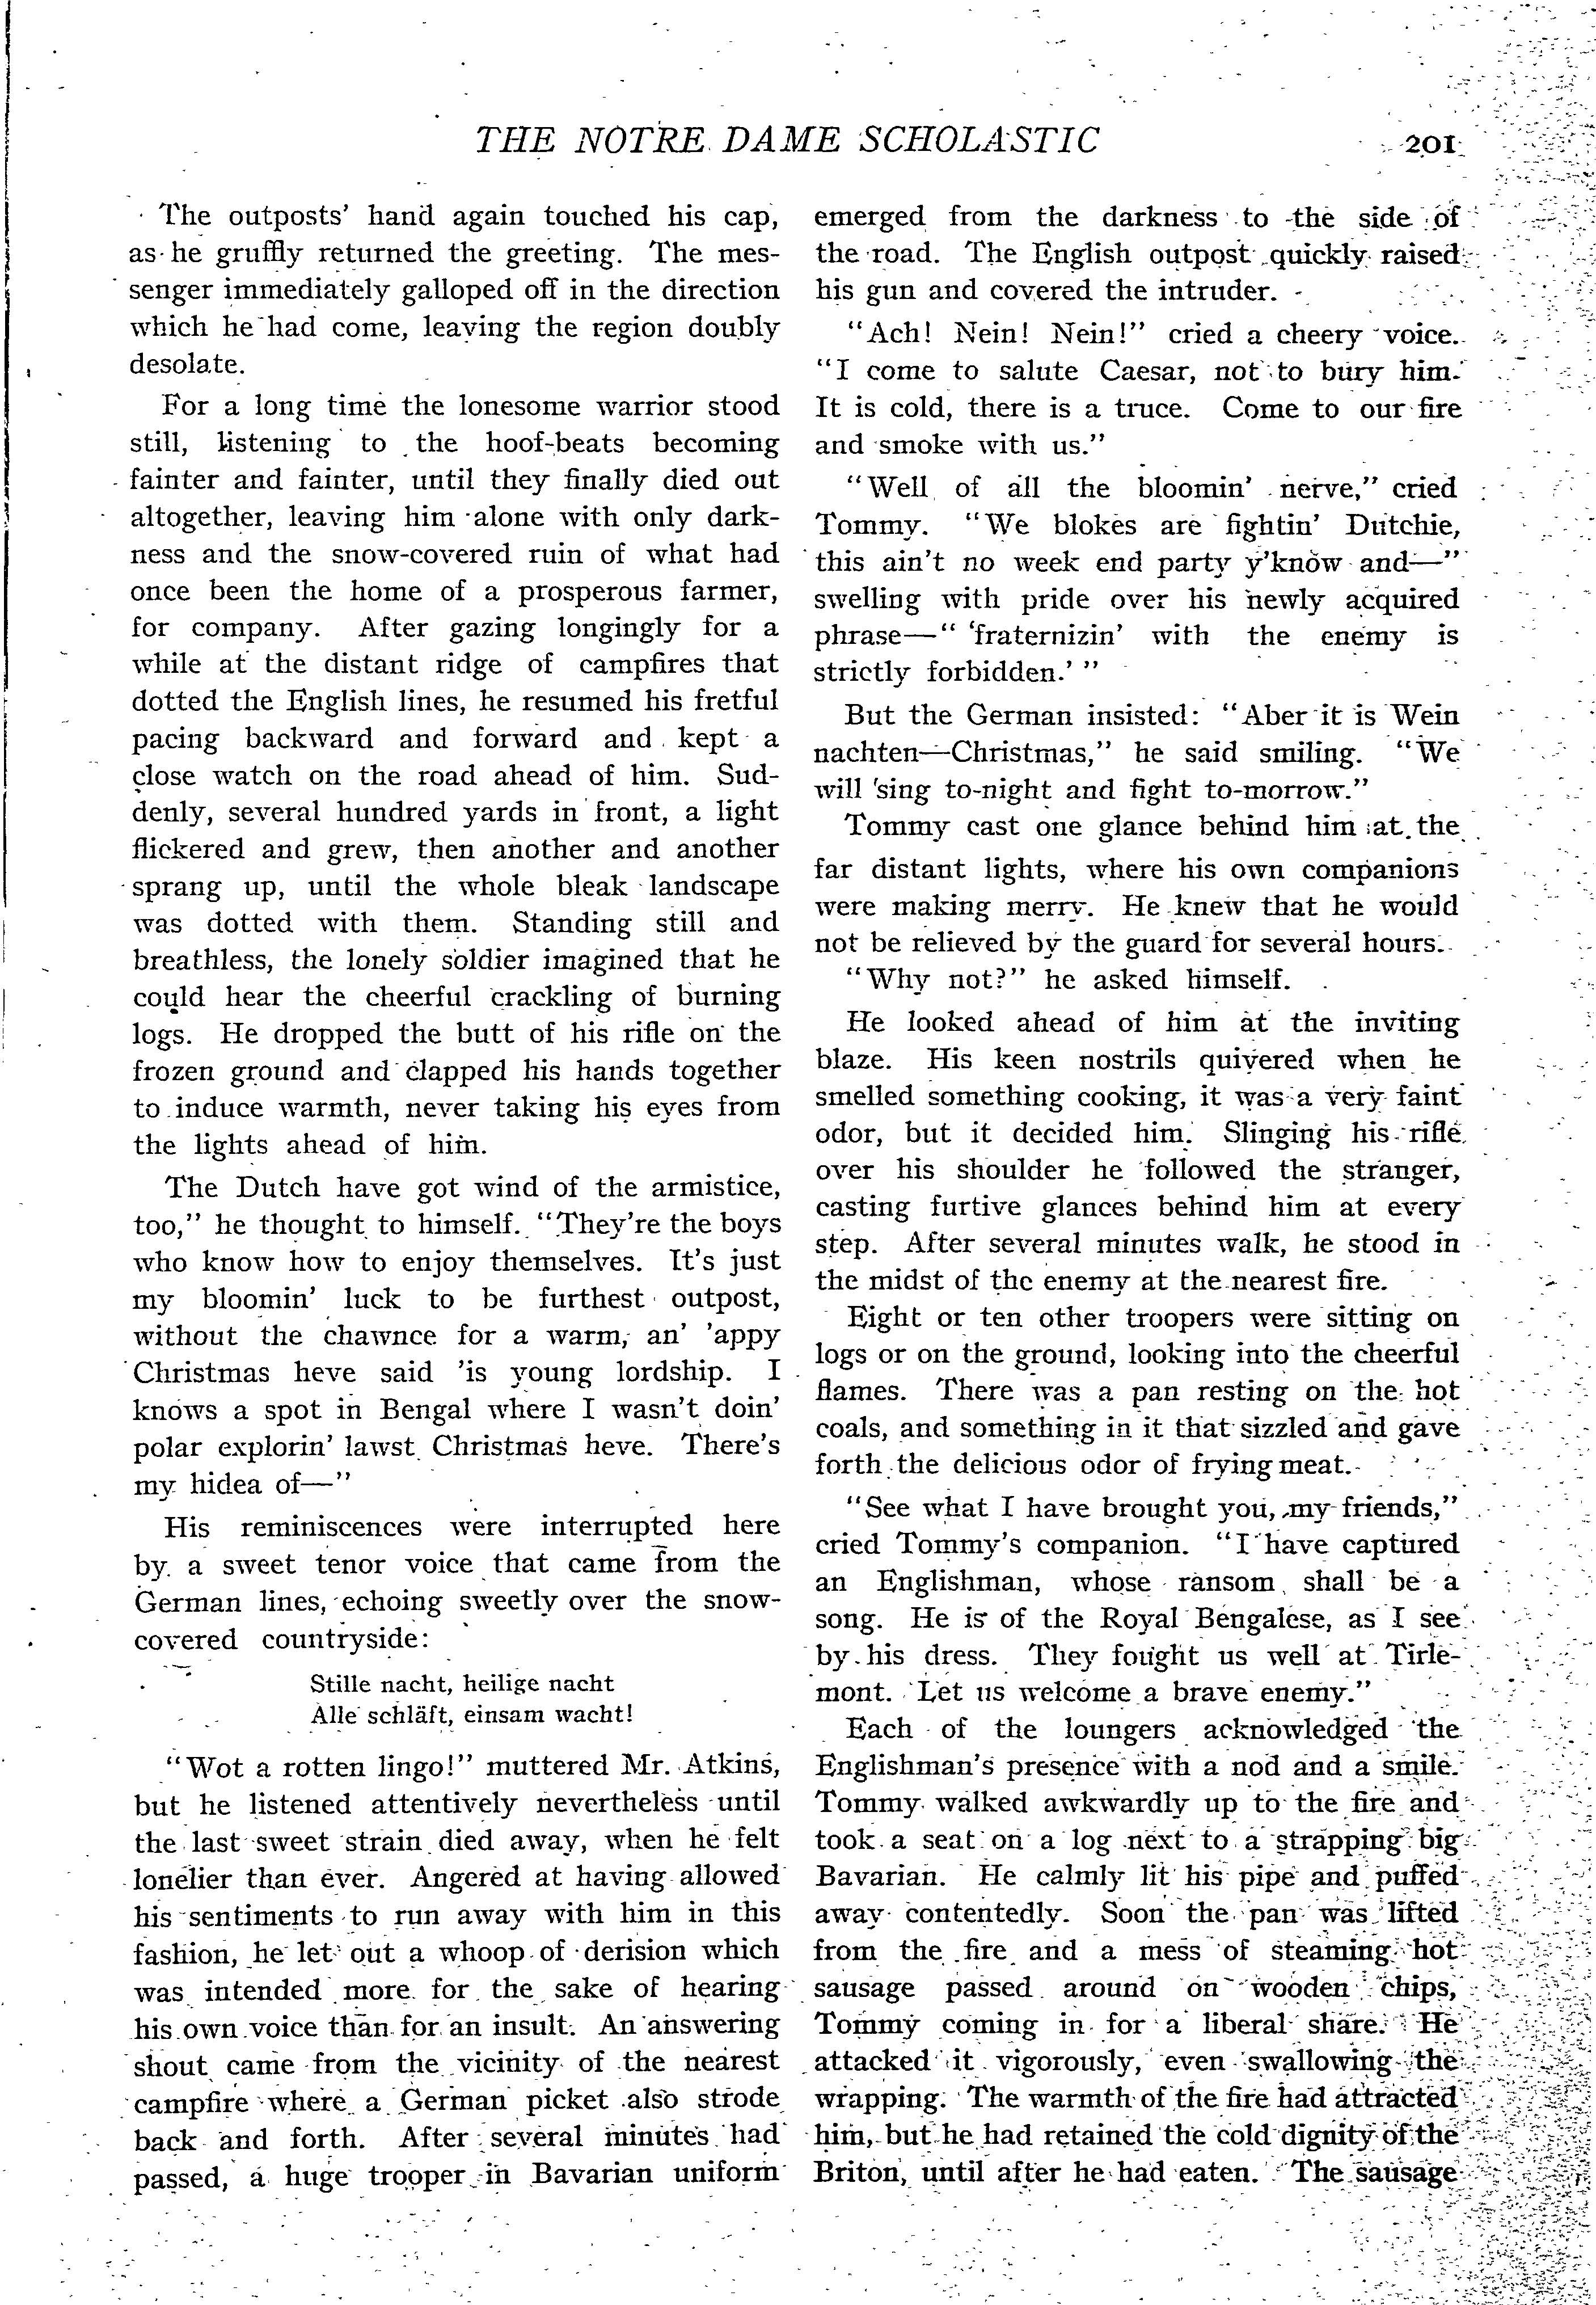 THE NOTRE DAME SCHOLASTIC 201
The outposts' hand again touched his cap,
as he gruffly returned the greeting. The mes-
senger immediately galloped off in the direction
which he had come, leaving the region doubly
desolate.
For a long time the lonesome warrior stood
still, listening to the hoof-beats becoming
fainter and fainter, until they finally died out
altogether, leaving him alone with only dark-
ness and the snow-covered ruin of what had
once been the home of a prosperous farmer,
for company. After gazing longingly for a
while at the distant ridge of campfires that
dotted the English lines, he resumed his fretful
pacing backward and forward and kept a
close watch on the road ahead of him. Sud-
denly, several hundred yards in front, a light
flickered and grew, then another and another
sprang up, until the whole bleak landscape
was dotted with them. Standing still and
breathless, the lonely soldier imagined that he
could hear the cheerful crackling of burning
logs. He dropped the butt of his rifle on the
frozen ground and clapped his hands together
to induce warmth, never taking his eyes from
the lights ahead of him.
The Dutch have got wind of the armistice,
too," he thought to himself. "They're the boys
who know how to enjoy themselves. It's just
my bloomin' luck to be furthest outpost,
without the chawnce for a warm, an' 'appy
Christmas heve said 'is young lordship. I
knows a spot in Bengal where I wasn't doin'
polar explorin' lawst Christmas heve. There's
my hidea of—"
His reminiscences were interrupted here
by a sweet tenor voice that came from the
German lines, echoing sweetly over the snow-
covered countryside:
Stille nacht, heilige nacht
Alle schläft, einsam wacht!
"Wot a rotten lingo!" muttered Mr. Atkins,
but he listened attentively nevertheless until
the last sweet strain died away, when he felt
lonelier than ever. Angered at having allowed
his sentiments to run away with him in this
fashion, he let out a whoop of derision which
was intended more for the sake of hearing
his own voice than for an insult. An answering
shout came from the vicinity of the nearest
campfire where a German picket also strode
back and forth. After several minutes had
passed, a huge trooper in Bavarian uniform
emerged from the darkness to the side of
the road. The English outpost quickly raised
his gun and covered the intruder.
"Ach! Nein! Nein!" cried a cheery voice.
"I come to salute Caesar, not to bury him.
It is cold, there is a truce. Come to our fire
and smoke with us."
"Well of all the bloomin' nerve," cried
Tommy. "We blokes are fightin' Dutchie,
this ain't no week end party y'know and—"
swelling with pride over his newly acquired
phrase—" 'fraternizin' with the enemy is
strictly forbidden.' "
But the German insisted: "Aber it is Wein
nachten—Christmas," he said smiling. "We
will sing to-night and fight to-morrow."
Tommy cast one glance behind him at the
far distant lights, where his own companions
were making merry. He knew that he would
not be relieved by the guard for several hours.
"Why not?" he asked himself.
He looked ahead of him at the inviting
blaze. His keen nostrils quivered when he
smelled something cooking, it was a very faint
odor, but it decided him. Slinging his rifle
over his shoulder he followed the stranger,
casting furtive glances behind him at every
step. After several minutes walk, he stood in
the midst of the enemy at the nearest fire.
Eight or ten other troopers were sitting on
logs or on the ground, looking into the cheerful
flames. There was a pan resting on the hot
coals, and something in it that sizzled and gave
forth the delicious odor of frying meat.
"See what I have brought you, my friends,"
cried Tommy's companion. "I have captured
an Englishman, whose ransom shall be a
song. He is of the Royal Bengalese, as I see
by his dress. They fought us well at Tirle-
mont. Let us welcome a brave enemy."
Each of the loungers acknowledged the
Englishman's presence with a nod and a smile.
Tommy walked awkwardly up to the fire and
took a seat on a log next to a strapping big
Bavarian. He calmly lit his pipe and puffed
away contentedly. Soon the pan was lifted
from the fire and a mess of steaming hot
sausage passed around on wooden chips,
Tommy coming in for a liberal share. He
attacked it vigorously, even swallowing the
wrapping. The warmth of the fire had attracted
him, but he had retained the cold dignity of the
Briton, until after he had eaten. The sausage